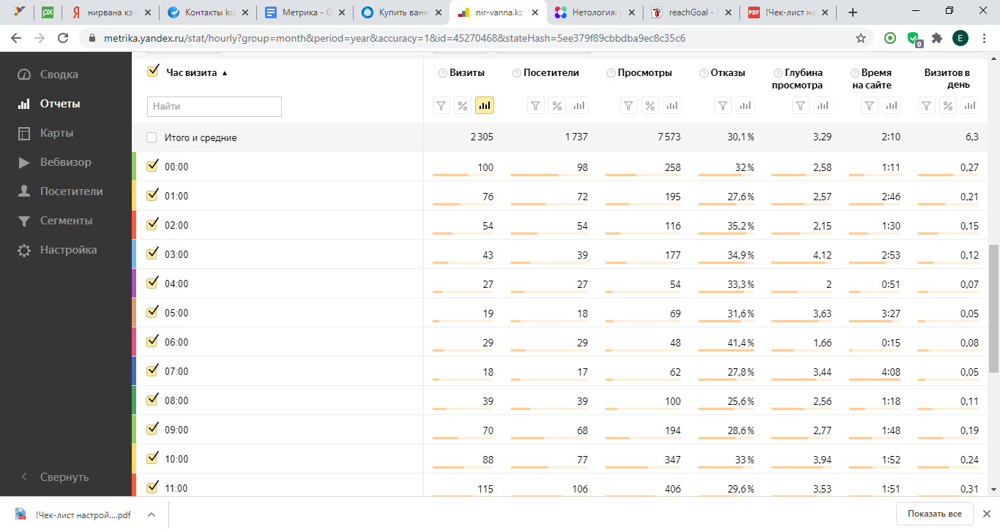 нирвана кз –
Контакты kra
Метрика – G
Купить ванн
nir-vanna.kz
Нетология: у
reachGoal -
!Чек-лист на
metrika.yandex.ru/stat/hourly?group=month&period=year&accuracy=1&id=45270468&stateHash=5ee379f89cbbdba9ec8c35c6
0
E
Сводка
Отчеты
Карты
Вебвизор
Посетители
Сегменты
Настройка
Свернуть
Час визита ▲ Визиты Посетители Просмотры Отказы Глубина просмотра Время на сайте Визитов в день
Найти % % % %
Итого и средние 2 305 1 737 7 573 30,1 % 3,29 2:10 6,3
00:00 100 98 258 32 % 2,58 1:11 0,27
01:00 76 72 195 27,6 % 2,57 2:46 0,21
02:00 54 54 116 35,2 % 2,15 1:30 0,15
03:00 43 39 177 34,9 % 4,12 2:53 0,12
04:00 27 27 54 33,3 % 2 0:51 0,07
05:00 19 18 69 31,6 % 3,63 3:27 0,05
06:00 29 29 48 41,4 % 1,66 0:15 0,08
07:00 18 17 62 27,8 % 3,44 4:08 0,05
08:00 39 39 100 25,6 % 2,56 1:18 0,11
09:00 70 68 194 28,6 % 2,77 1:48 0,19
10:00 88 77 347 33 % 3,94 1:52 0,24
11:00 115 106 406 29,6 % 3,53 1:51 0,31
!Чек-лист настрой....pdf
Показать все